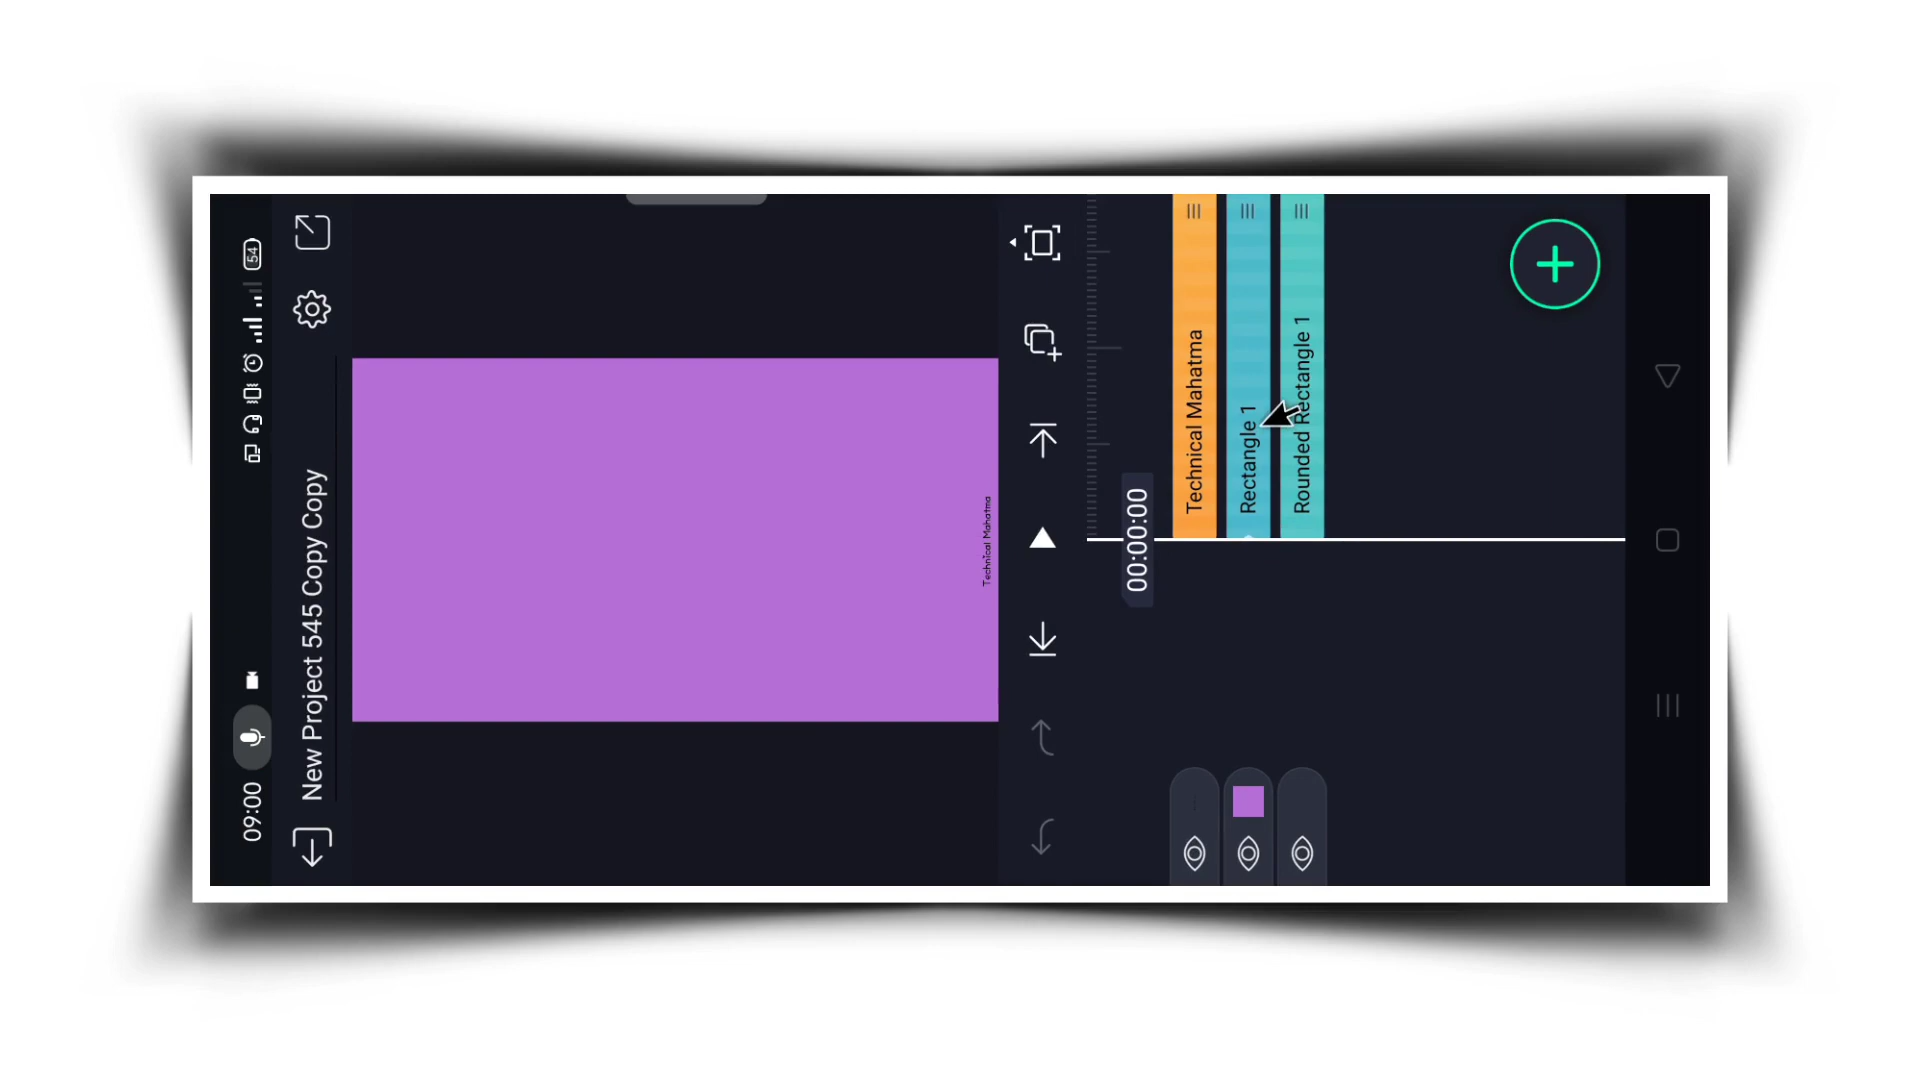 09:00
54
New Project 545 Copy Copy
Technical Mahatma
00:00:00
Technical Mahatma
Rectangle 1
Rounded Rectangle 1